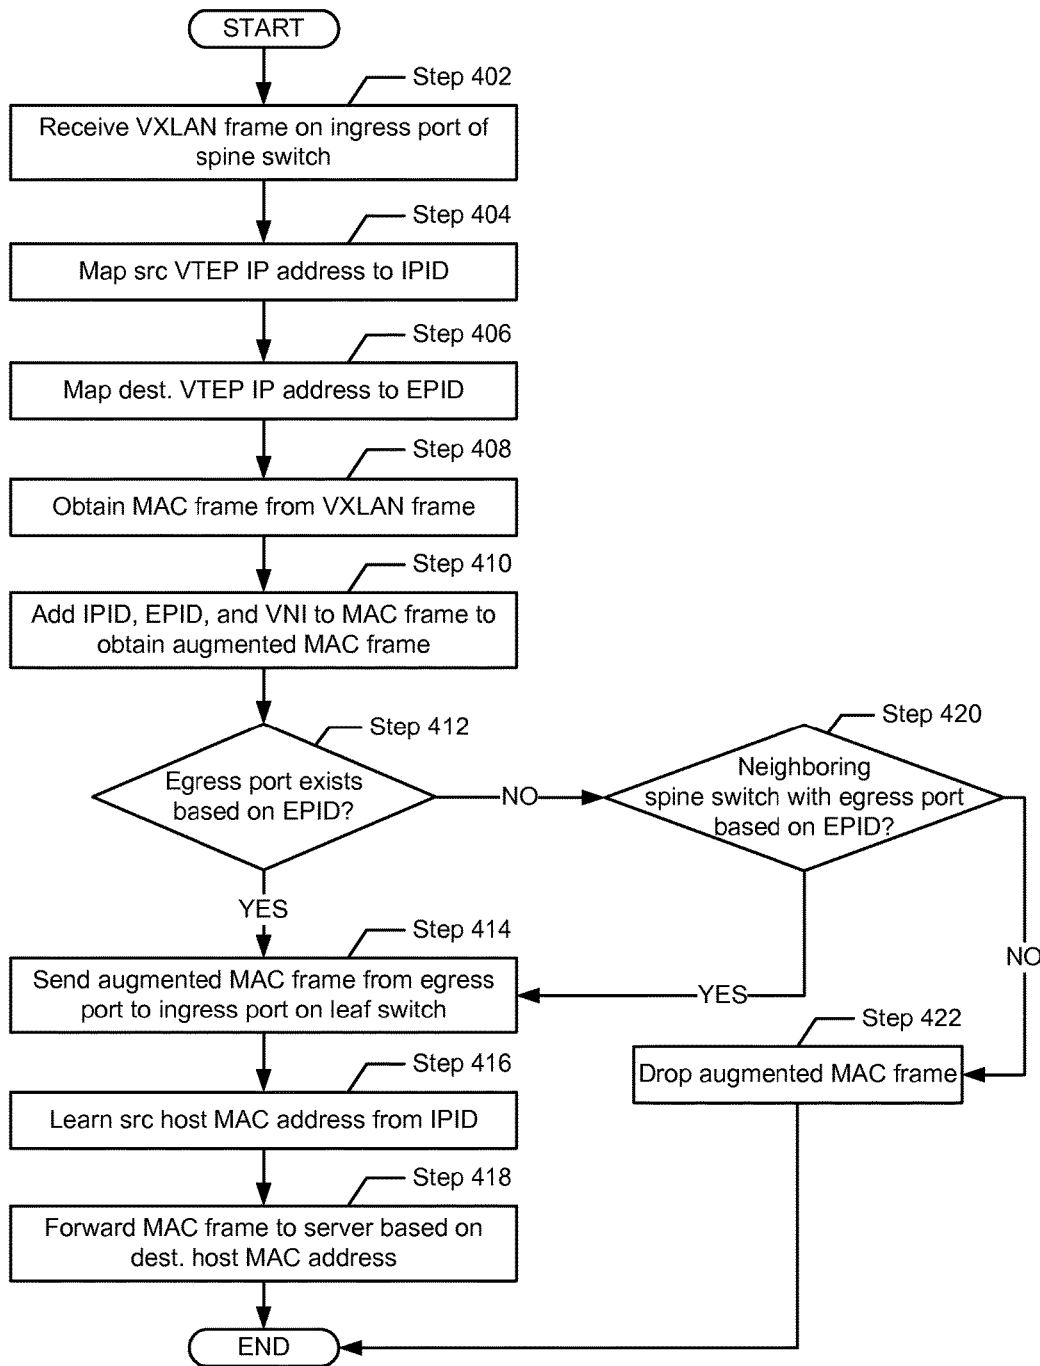 START
Step 402
Receive VXLAN frame on ingress port of
spine switch
Step 404
Map src VTEP IP address to IPID
Step 406
Map dest. VTEP IP address to EPID
Step 408
Obtain MAC frame from VXLAN frame
Step 410
Add IPID, EPID, and VNI to MAC frame to
obtain augmented MAC frame
Step 412
Egress port exists
based on EPID?
NO
Step 420
Neighboring
spine switch with egress port
based on EPID?
YES
Step 414
Send augmented MAC frame from egress
port to ingress port on leaf switch
YES
NO
Step 422
Drop augmented MAC frame
Step 416
Learn src host MAC address from IPID
Step 418
Forward MAC frame to server based on
dest. host MAC address
END